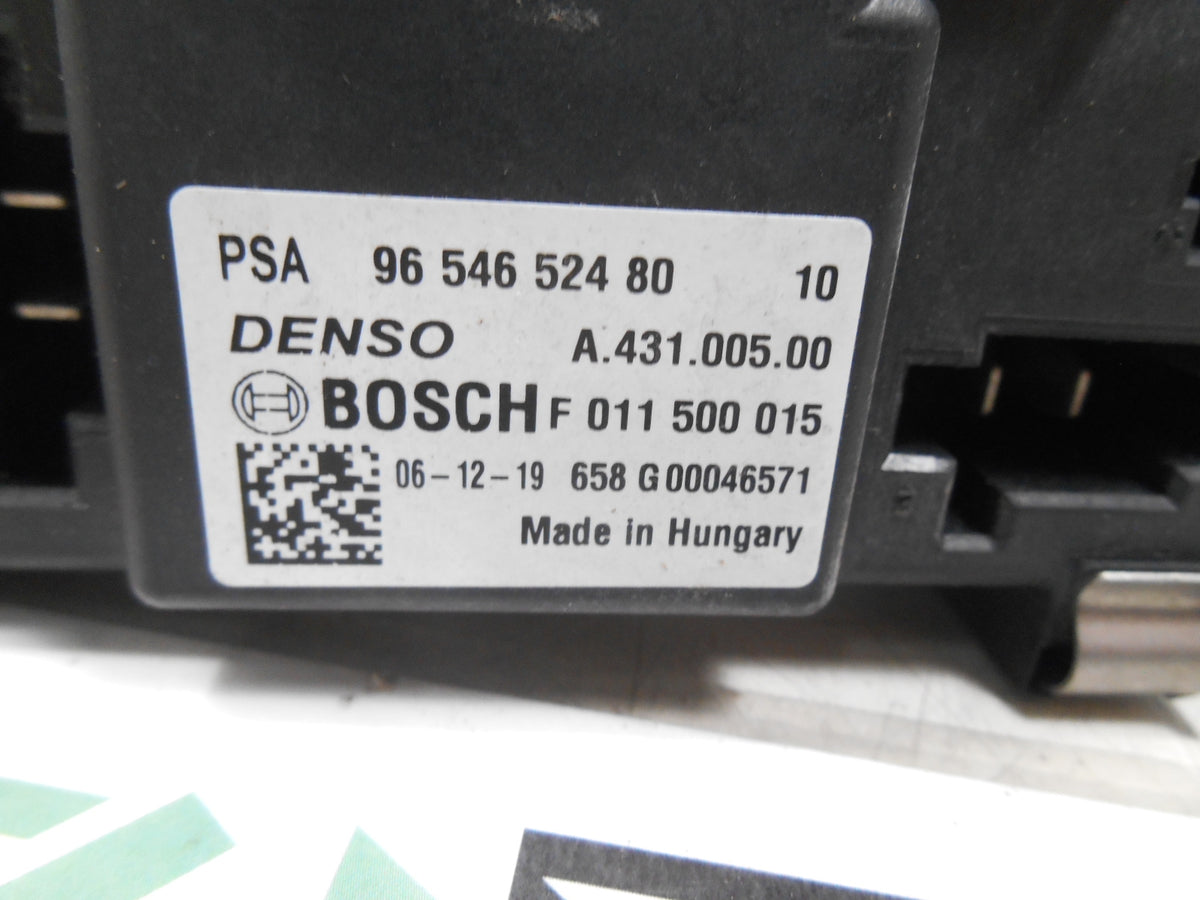 PSA 96 546 524 80 10
DENSO A.431.005.00
BOSCH F 011 500 015
06-12-19 658 G 00046571
Made in Hungary